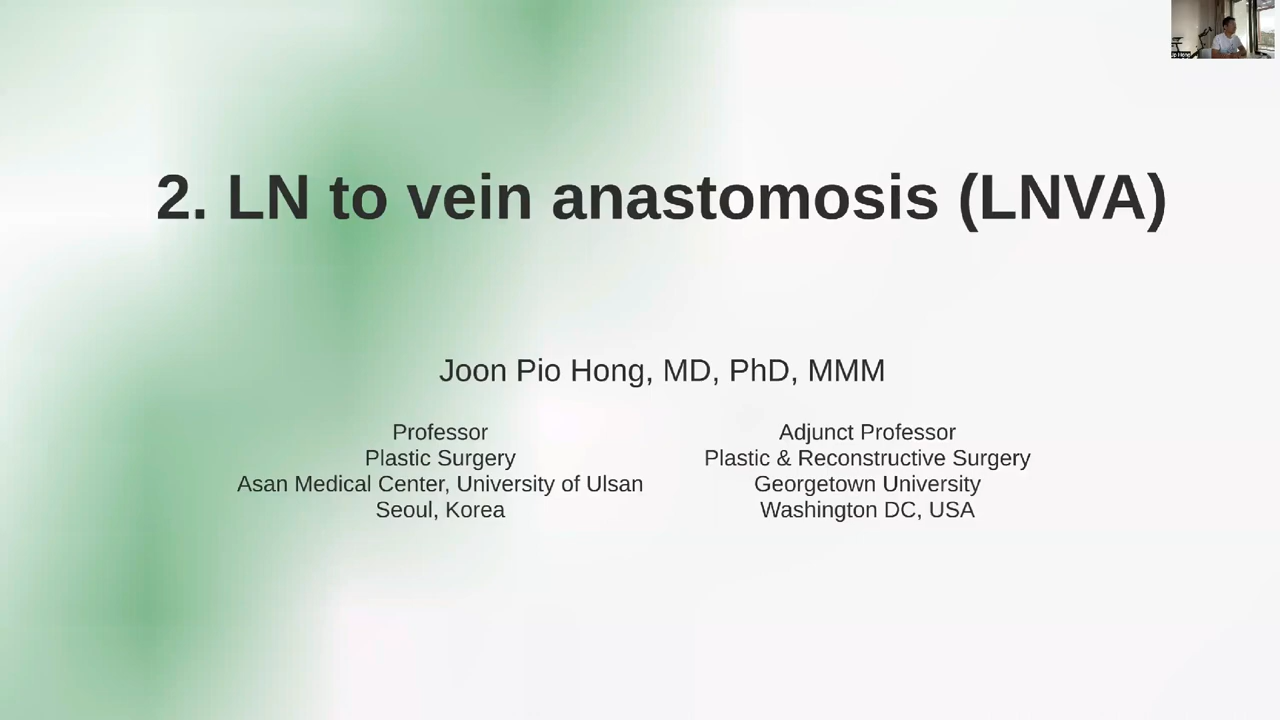 2. LN to vein anastomosis (LNVA)
Joon Pio Hong, MD, PhD, MMM
Professor
Plastic Surgery
Asan Medical Center, University of Ulsan
Seoul, Korea
Adjunct Professor
Plastic & Reconstructive Surgery
Georgetown University
Washington DC, USA